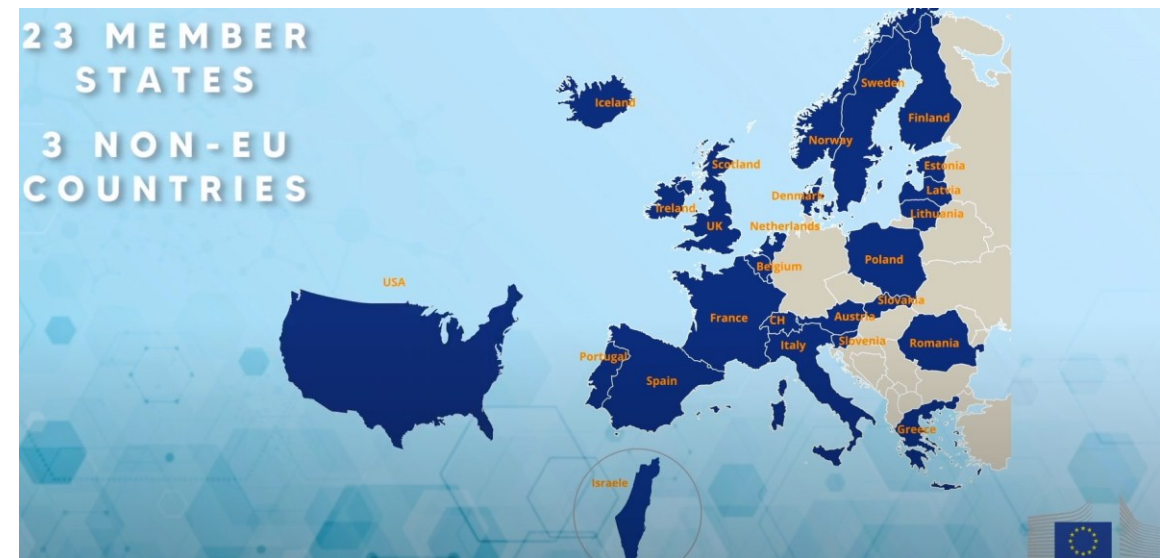 23 MEMBER
STATES
3 NON-EU
COUNTRIES
Iceland
Sweden
Finland
Norway
Scotland
Estonia
Latvia
Denmark
Ireland
Lithuania
UK
Netherlands
Poland
Belgium
USA
Slovania
France
CH
Austria
Italy
Slovenia
Romania
Portugal
Spain
Greece
Israele